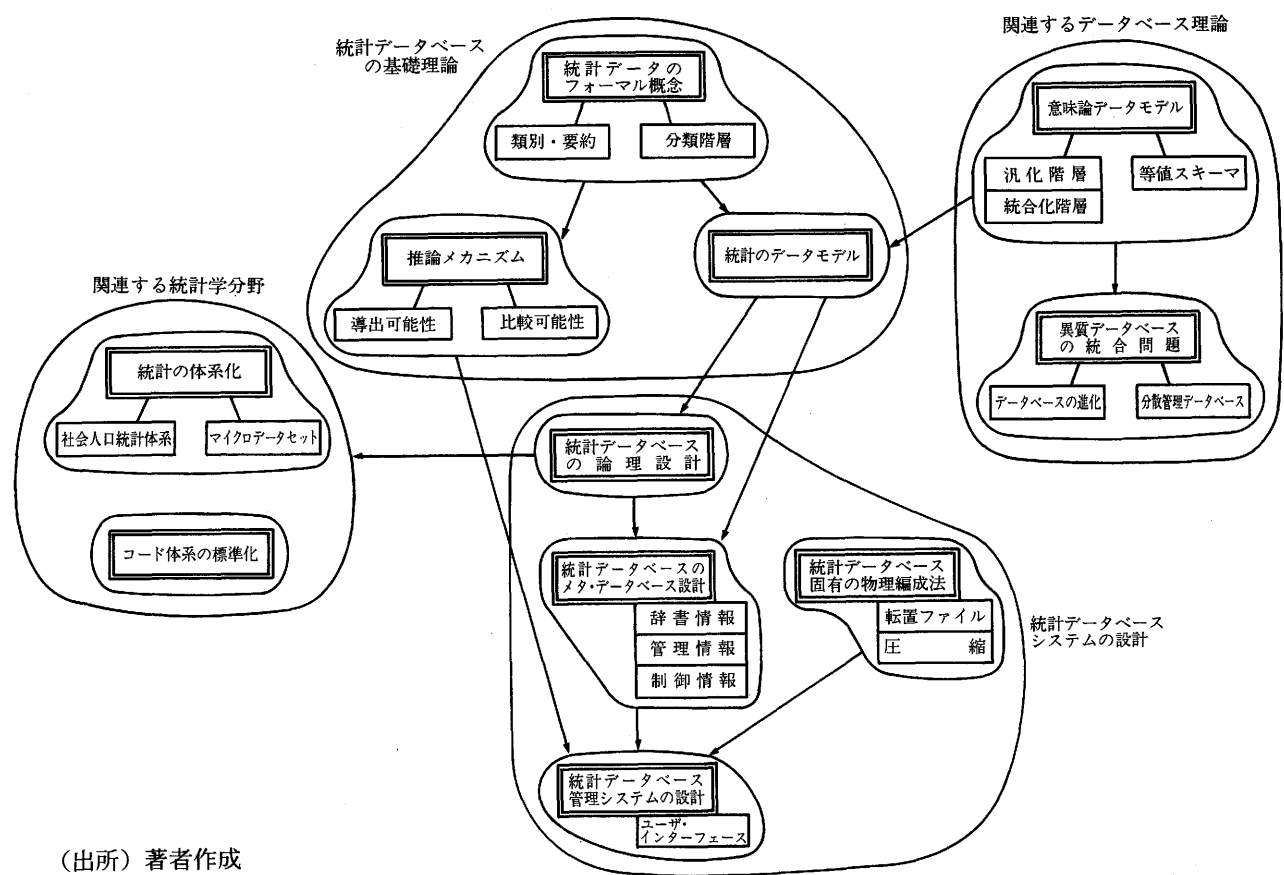 関連するデータベース理論
統計データベース
の基礎理論
統計データの
フォーマル概念
類別・要約
分類階層
意味論データモデル
汎化階層
統合化階層
等値スキーマ
推論メカニズム
導出可能性
比較可能性
統計のデータモデル
異質データベース
の統合問題
データベースの進化
分散管理データベース
関連する統計学分野
統計の体系化
社会人口統計体系
マイクロデータセット
コード体系の標準化
統計データベース
の論理設計
統計データベースの
メタ・データベース設計
辞書情報
管理情報
制御情報
統計データベース
固有の物理編成法
転置ファイル
圧縮
統計データベース
システムの設計
統計データベース
管理システムの設計
ユーザ・
インターフェース
（出所）著者作成